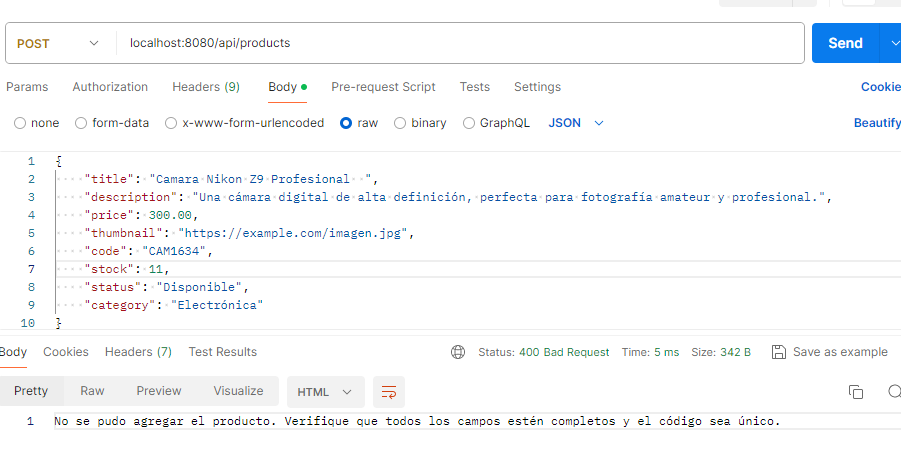 POST localhost:8080/api/products Send
Params Authorization Headers (9) Body Pre-request Script Tests Settings Cookie
none form-data x-www-form-urlencoded raw binary GraphQL JSON Beautify
1 {
2 "title": "Camara Nikon Z9 Profesional  ",
3 "description": "Una cámara digital de alta definición, perfecta para fotografía amateur y profesional.",
4 "price": 300.00,
5 "thumbnail": "https://example.com/imagen.jpg",
6 "code": "CAM1634",
7 "stock": 11,
8 "status": "Disponible",
9 "category": "Electrónica"
10 }
Body Cookies Headers (7) Test Results Status: 400 Bad Request Time: 5 ms Size: 342 B Save as example
Pretty Raw Preview Visualize HTML
1 No se pudo agregar el producto. Verifique que todos los campos estén completos y el código sea único.